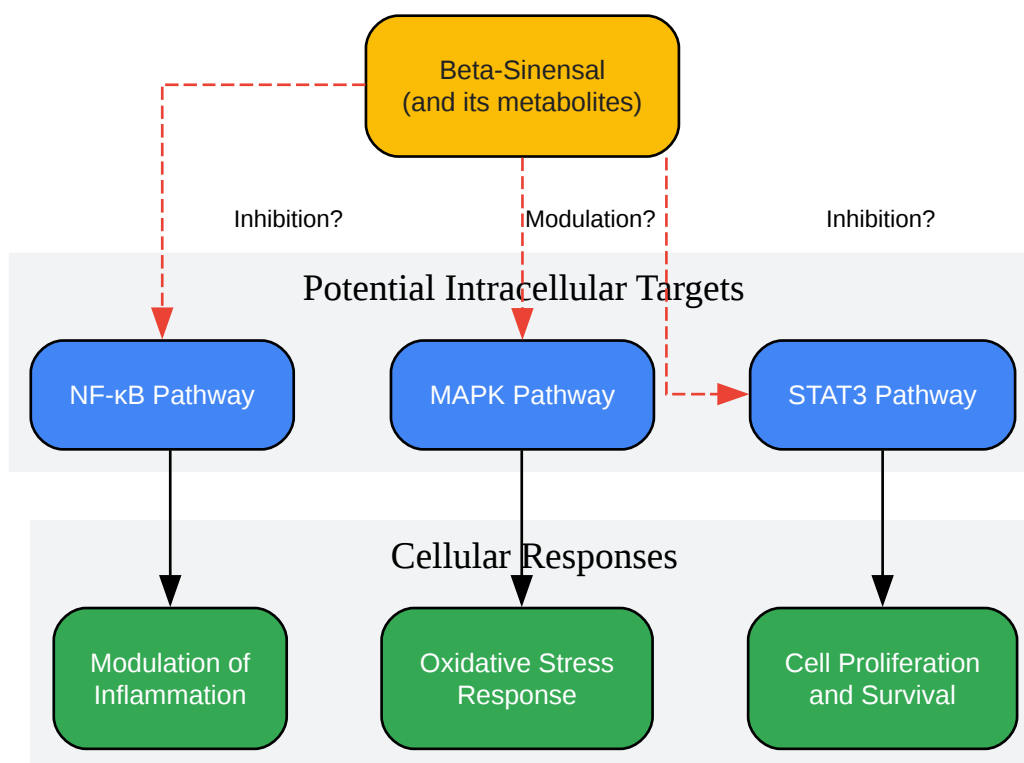 Beta-Sinensal
(and its metabolites)
Inhibition?
Modulation?
Inhibition?
Potential Intracellular Targets
NF-κB Pathway
MAPK Pathway
STAT3 Pathway
Cellular Responses
Modulation of
Inflammation
Oxidative Stress
Response
Cell Proliferation
and Survival